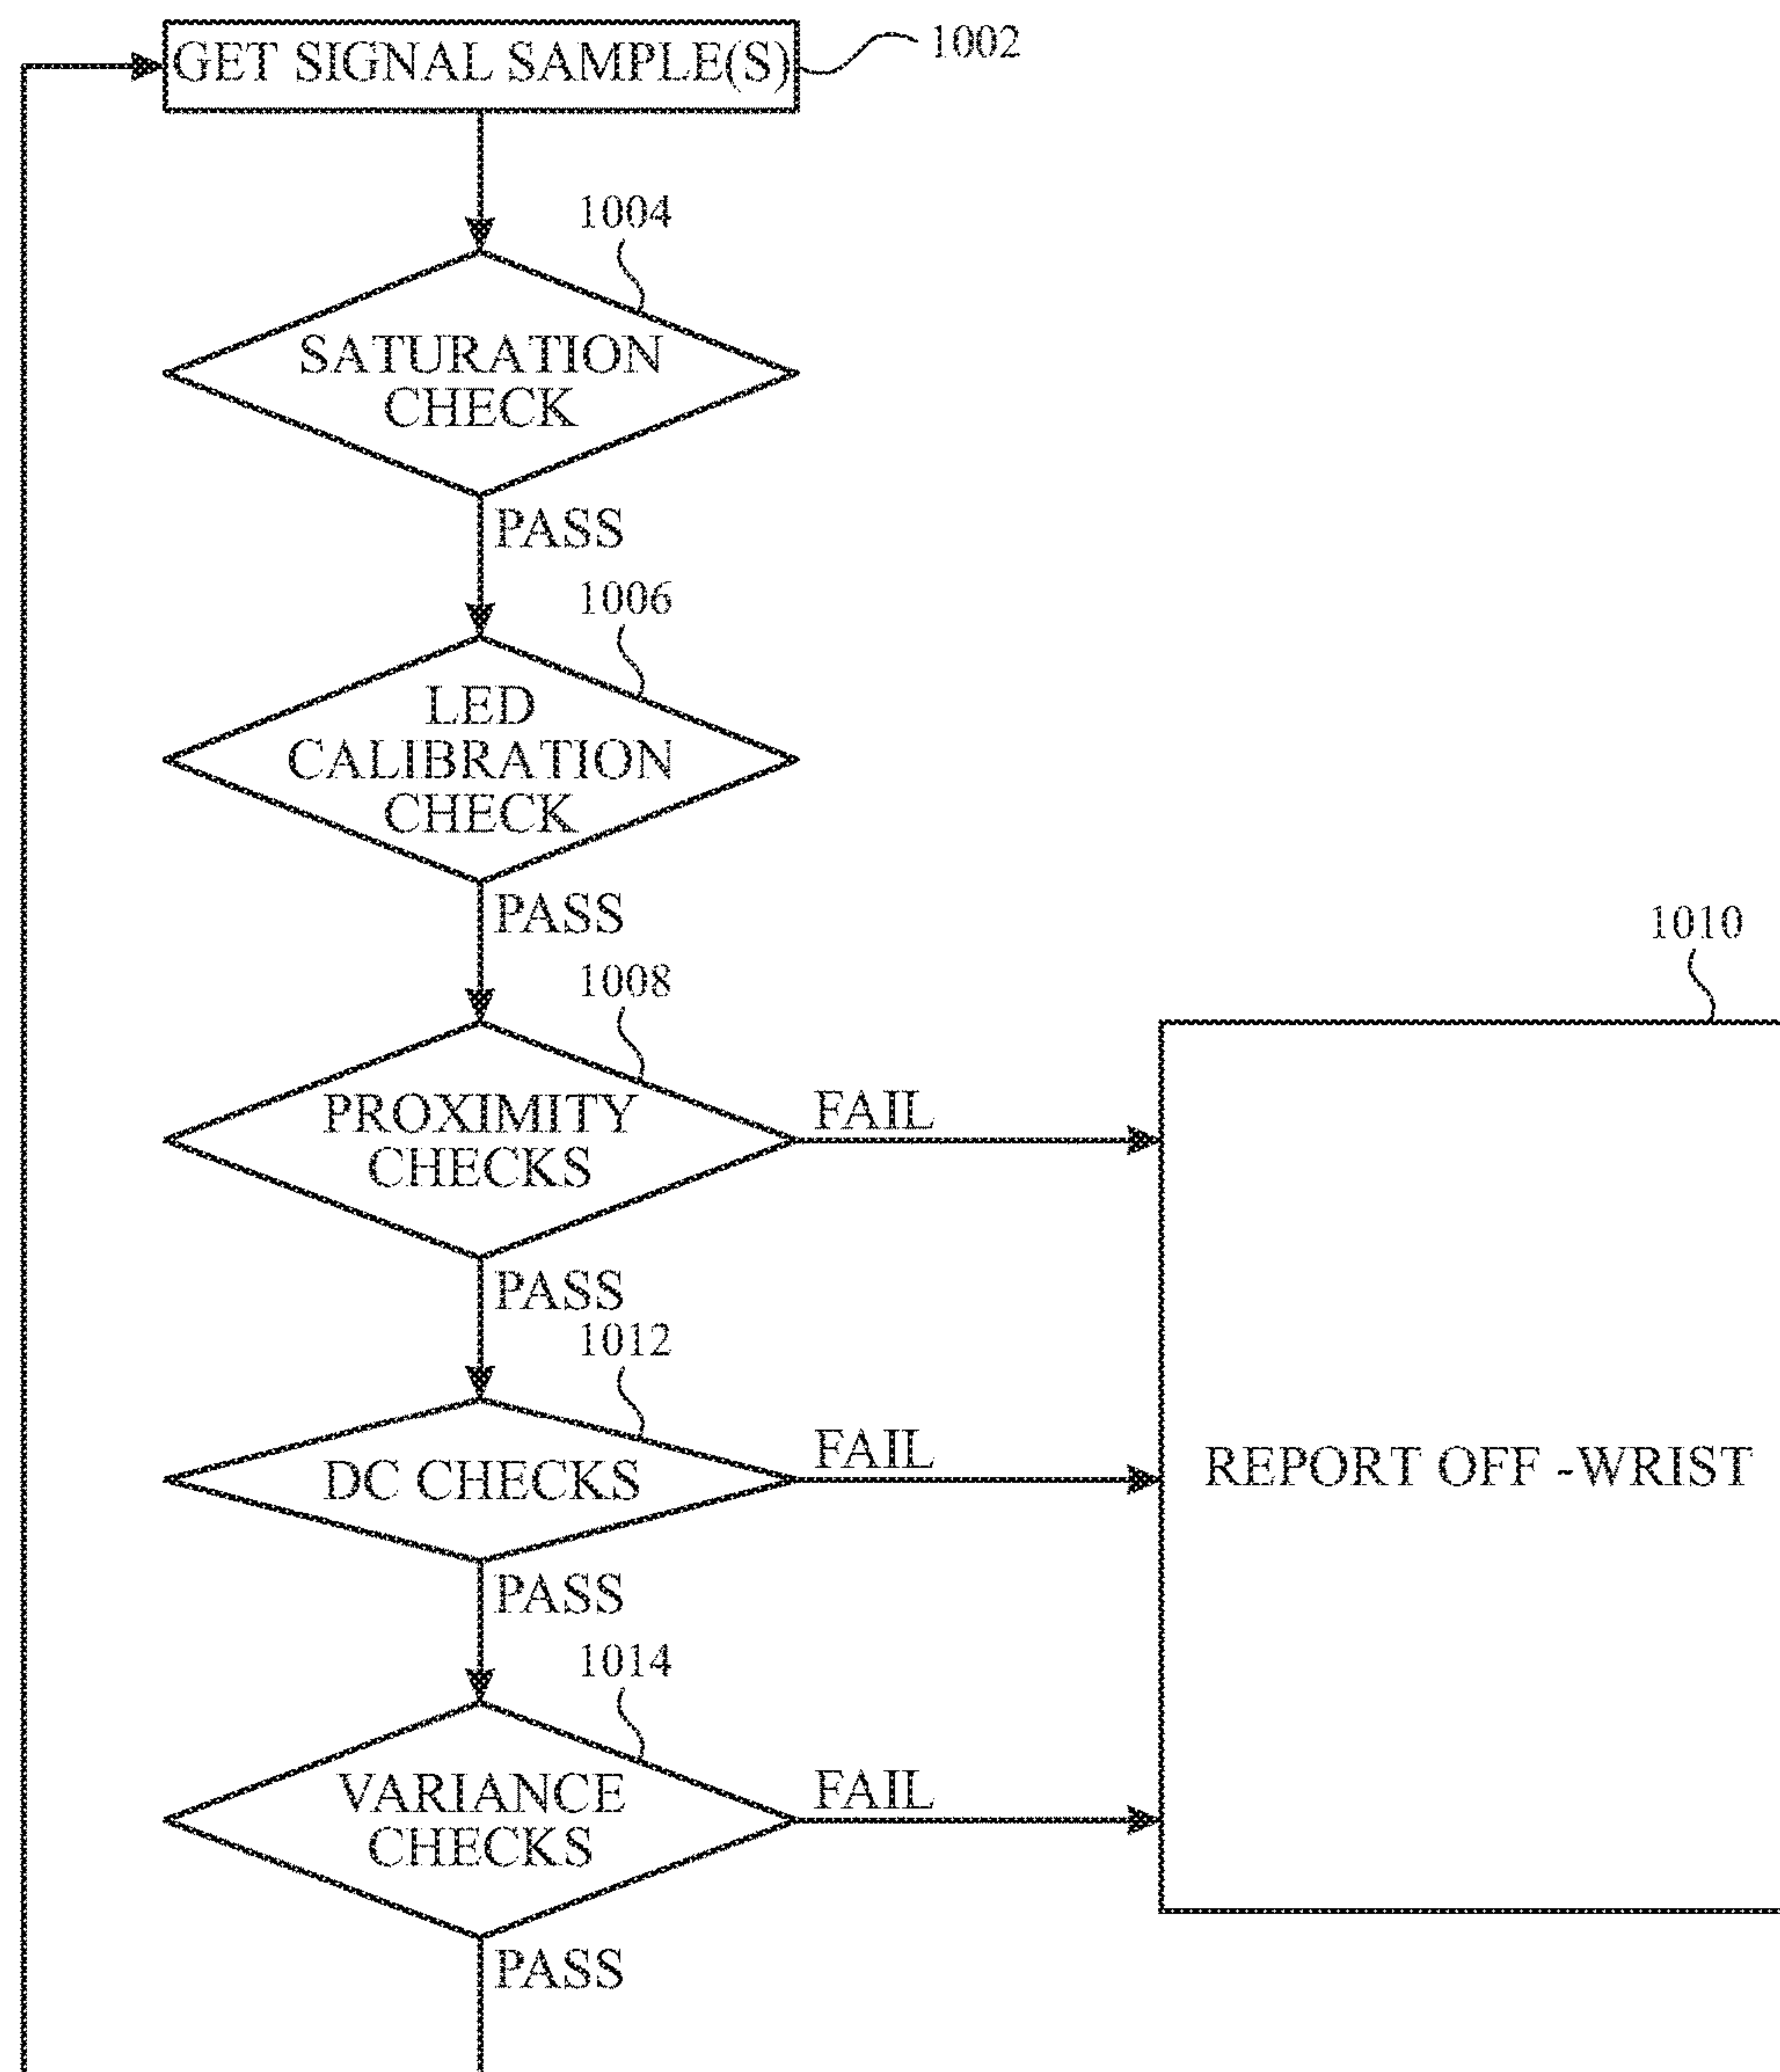 GET SIGNAL SAMPLE(S)
1002
1004
SATURATION
CHECK
PASS
1006
LED
CALIBRATION
CHECK
PASS
1008
1010
PROXIMITY
CHECKS
FAIL
PASS
1012
DC CHECKS
FAIL
REPORT OFF -WRIST
PASS
1014
VARIANCE
CHECKS
FAIL
PASS